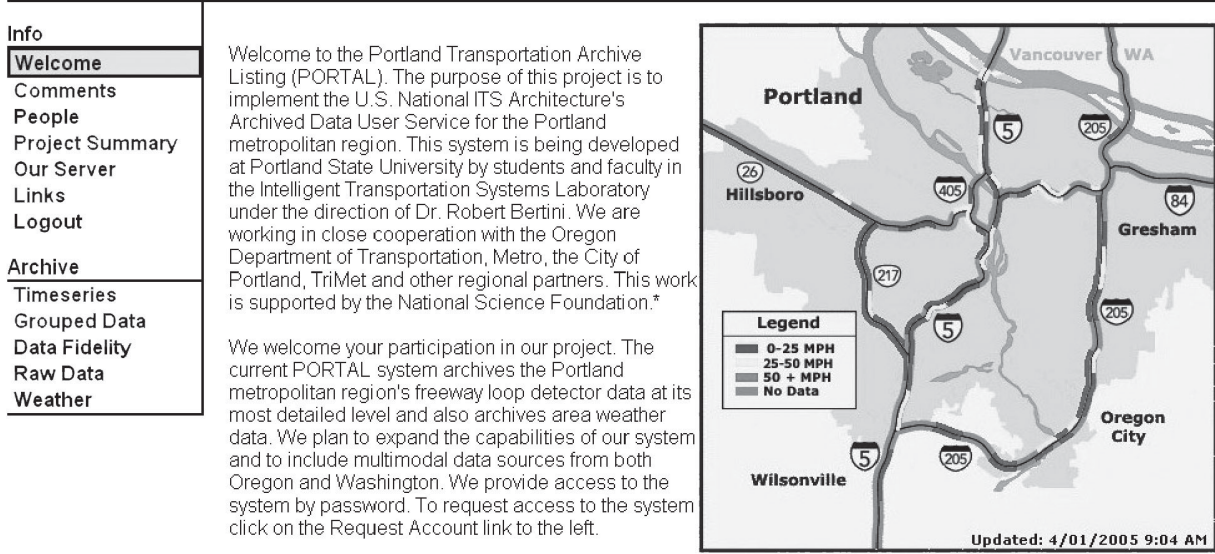 Info
Welcome
Comments
People
Project Summary
Our Server
Links
Logout
Archive
Timeseries
Grouped Data
Data Fidelity
Raw Data
Weather
Welcome to the Portland Transportation Archive
Listing (PORTAL). The purpose of this project is to
implement the U.S. National ITS Architecture's
Archived Data User Service for the Portland
metropolitan region. This system is being developed
at Portland State University by students and faculty in
the Intelligent Transportation Systems Laboratory
under the direction of Dr. Robert Bertini. We are
working in close cooperation with the Oregon
Department of Transportation, Metro, the City of
Portland, TriMet and other regional partners. This work
is supported by the National Science Foundation.*
We welcome your participation in our project. The
current PORTAL system archives the Portland
metropolitan region's freeway loop detector data at its
most detailed level and also archives area weather
data. We plan to expand the capabilities of our system
and to include multimodal data sources from both
Oregon and Washington. We provide access to the
system by password. To request access to the system
click on the Request Account link to the left.
Vancouver WA
Portland
5
205
26
Hillsboro
405
84
Gresham
217
205
5
Legend
0-25 MPH
25-50 MPH
50 + MPH
No Data
Oregon
City
5
205
Wilsonville
Updated: 4/01/2005 9:04 AM